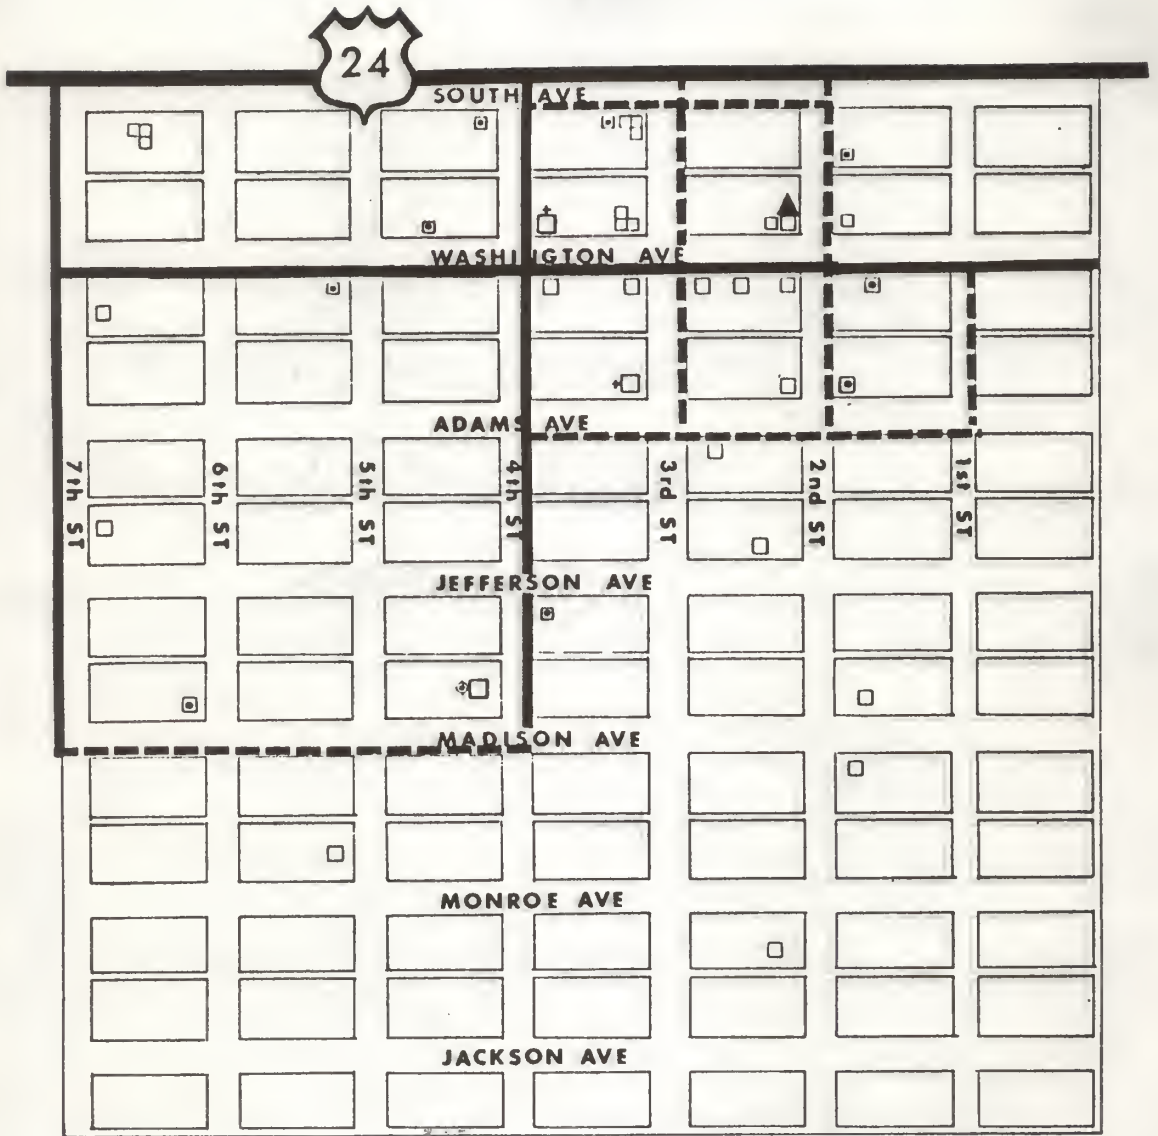 24
SOUTH AVE
WASHINGTON AVE
ADAMS AVE
7th ST
6th ST
5th ST
4th ST
3rd ST
2nd ST
1st ST
JEFFERSON AVE
MADISON AVE
MONROE AVE
JACKSON AVE